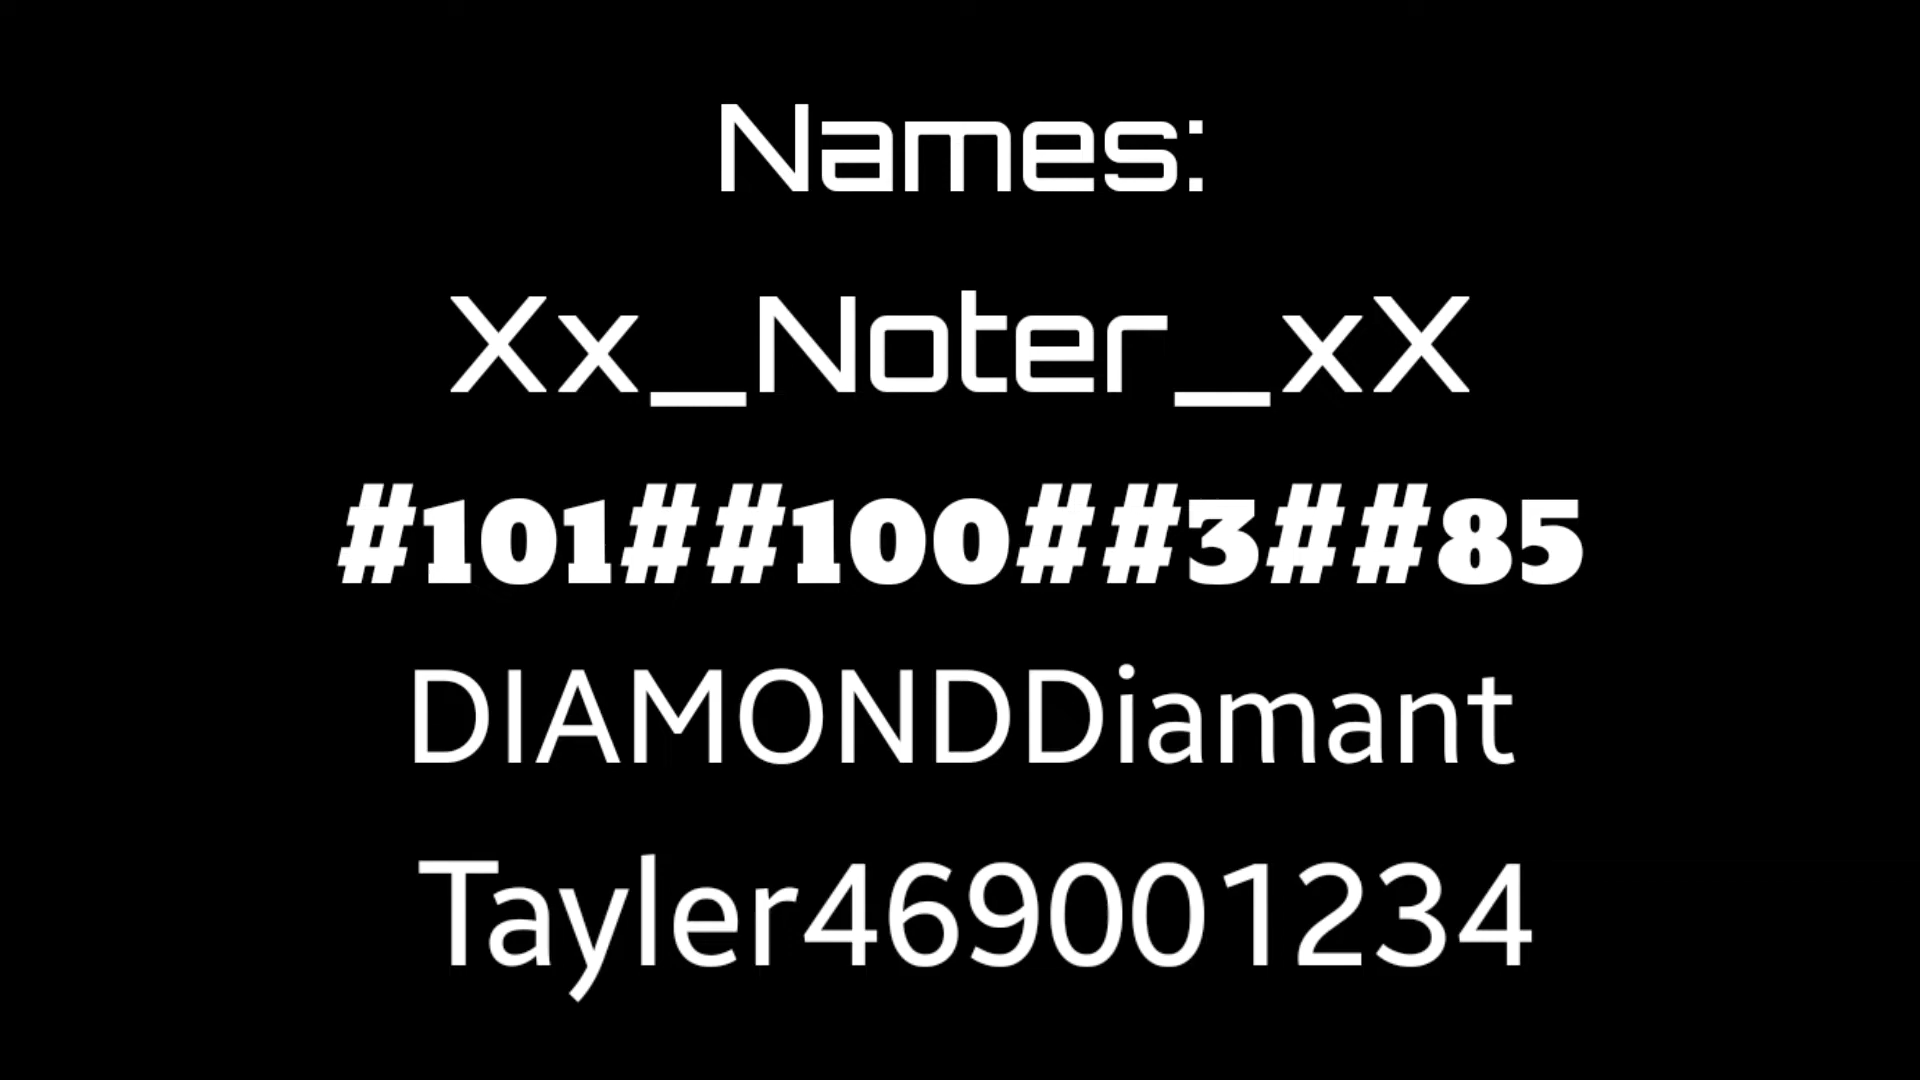 Names:
Xx_Noter_xX
#101##100##3##85
DIAMONDDiamant
Tayler469001234